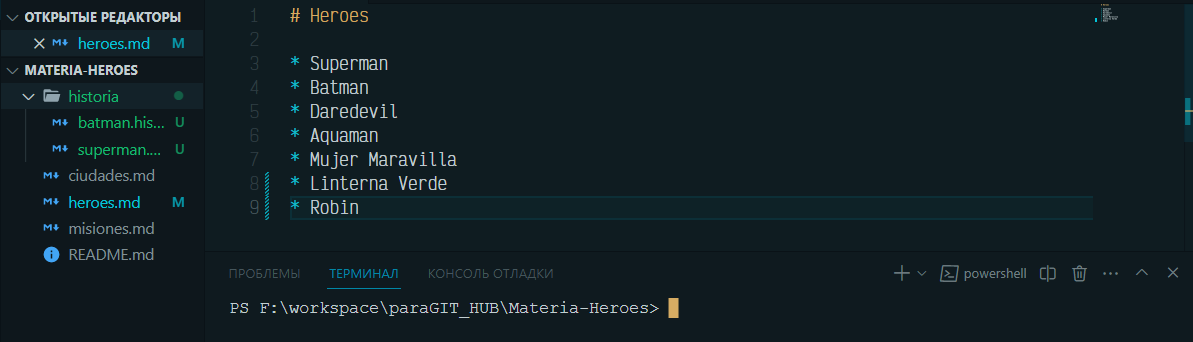 ОТКРЫТЫЕ РЕДАКТОРЫ
heroes.md M
MATERIA-HEROES
historia
batman.his... U
superman.... U
ciudades.md
heroes.md M
misiones.md
README.md
1 # Heroes
2
3 * Superman
4 * Batman
5 * Daredevil
6 * Aquaman
7 * Mujer Maravilla
8 * Linterna Verde
9 * Robin
ПРОБЛЕМЫ ТЕРМИНАЛ КОНСОЛЬ ОТЛАДКИ powershell
PS F:\workspace\paraGIT_HUB\Materia-Heroes>